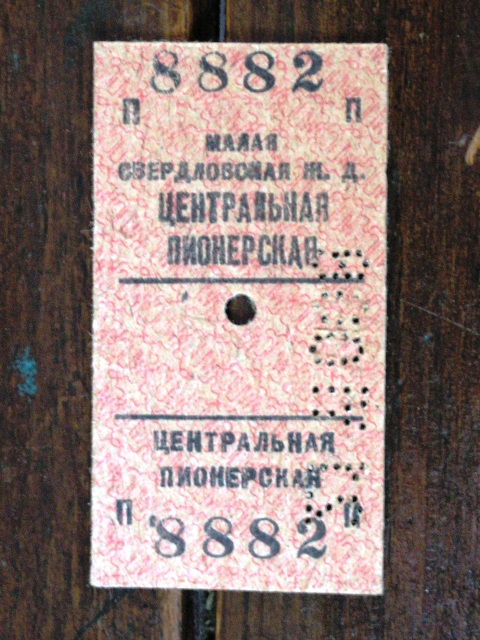 8882
П П
МАЛАЯ
СВЕРДЛОВСКАЯ Ж. Д.
ЦЕНТРАЛЬНАЯ
ПИОНЕРСКАЯ
ЦЕНТРАЛЬНАЯ
ПИОНЕРСКАЯ
П П
8882